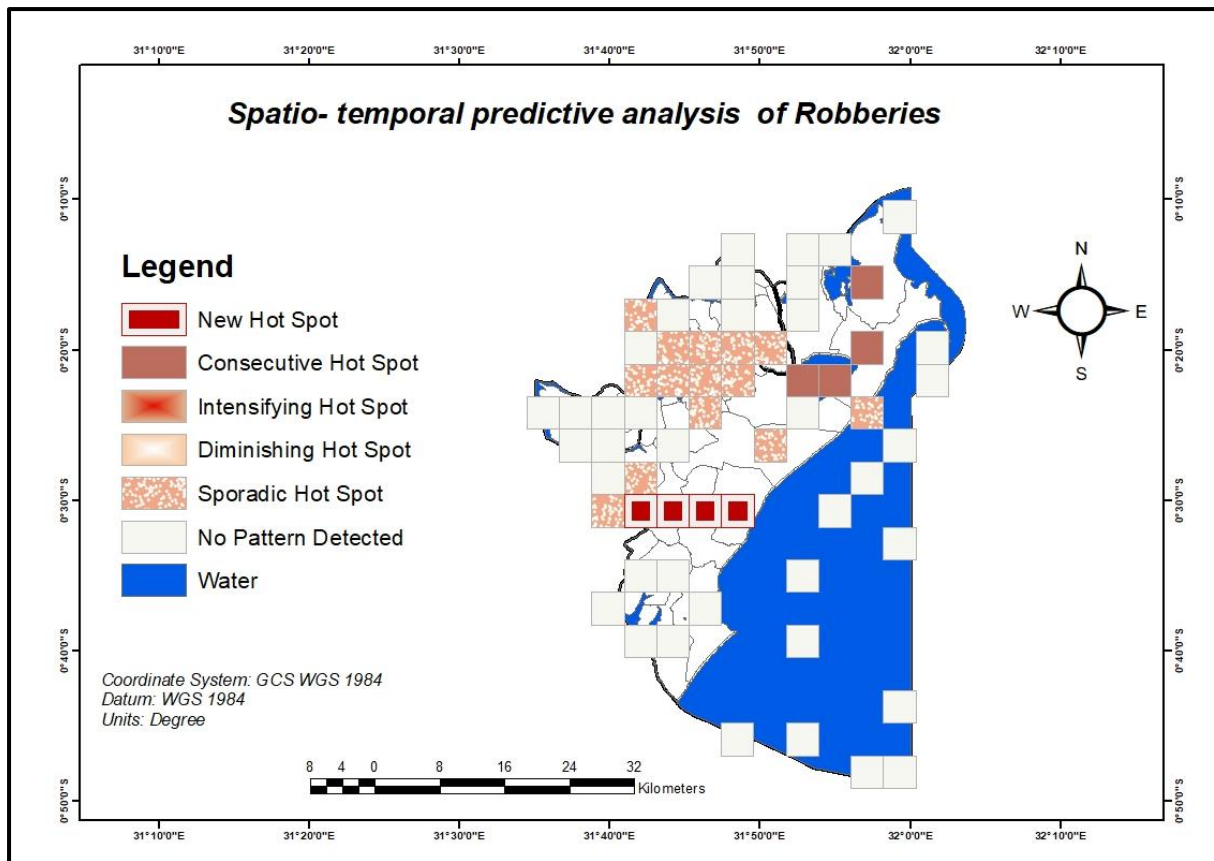 31°10'0"E 31°20'0"E 31°30'0"E 31°40'0"E 31°50'0"E 32°0'0"E 32°10'0"E
Spatio- temporal predictive analysis of Robberies
0°10'0"S 0°10'0"S
N
W E
S
Legend
New Hot Spot
0°20'0"S 0°20'0"S
Consecutive Hot Spot
Intensifying Hot Spot
Diminishing Hot Spot
Sporadic Hot Spot
0°30'0"S 0°30'0"S
No Pattern Detected
Water
0°40'0"S 0°40'0"S
Coordinate System: GCS WGS 1984
Datum: WGS 1984
Units: Degree
8 4 0 8 16 24 32
Kilometers
0°50'0"S 0°50'0"S
31°10'0"E 31°20'0"E 31°30'0"E 31°40'0"E 31°50'0"E 32°0'0"E 32°10'0"E